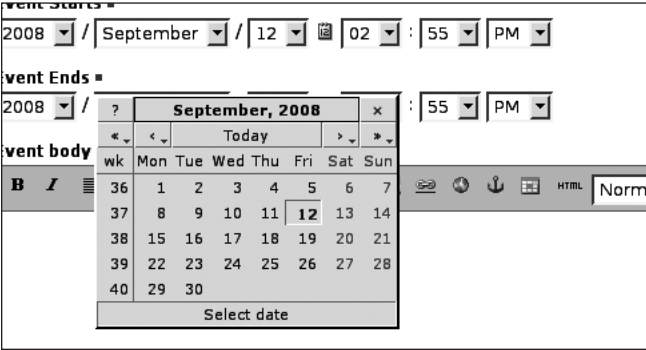 vent Starts
2008 / September / 12 02 : 55 PM
vent Ends
2008 / : 55 PM
? September, 2008 ×
« ‹ Today › »
vent body
wk Mon Tue Wed Thu Fri Sat Sun
B I HTML Norm
36 1 2 3 4 5 6 7
37 8 9 10 11 12 13 14
38 15 16 17 18 19 20 21
39 22 23 24 25 26 27 28
40 29 30
Select date